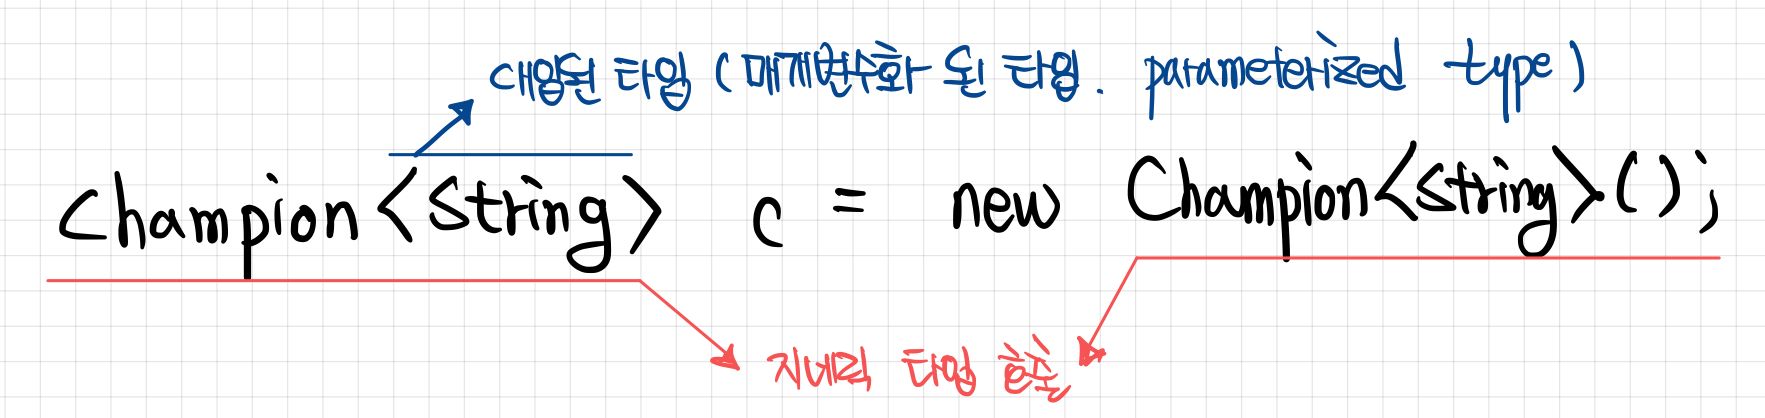 대입된 타입 (매개변수화 된 타입. parameterized type)
Champion<String> c = new Champion<String>();
지네릭 타입 호출